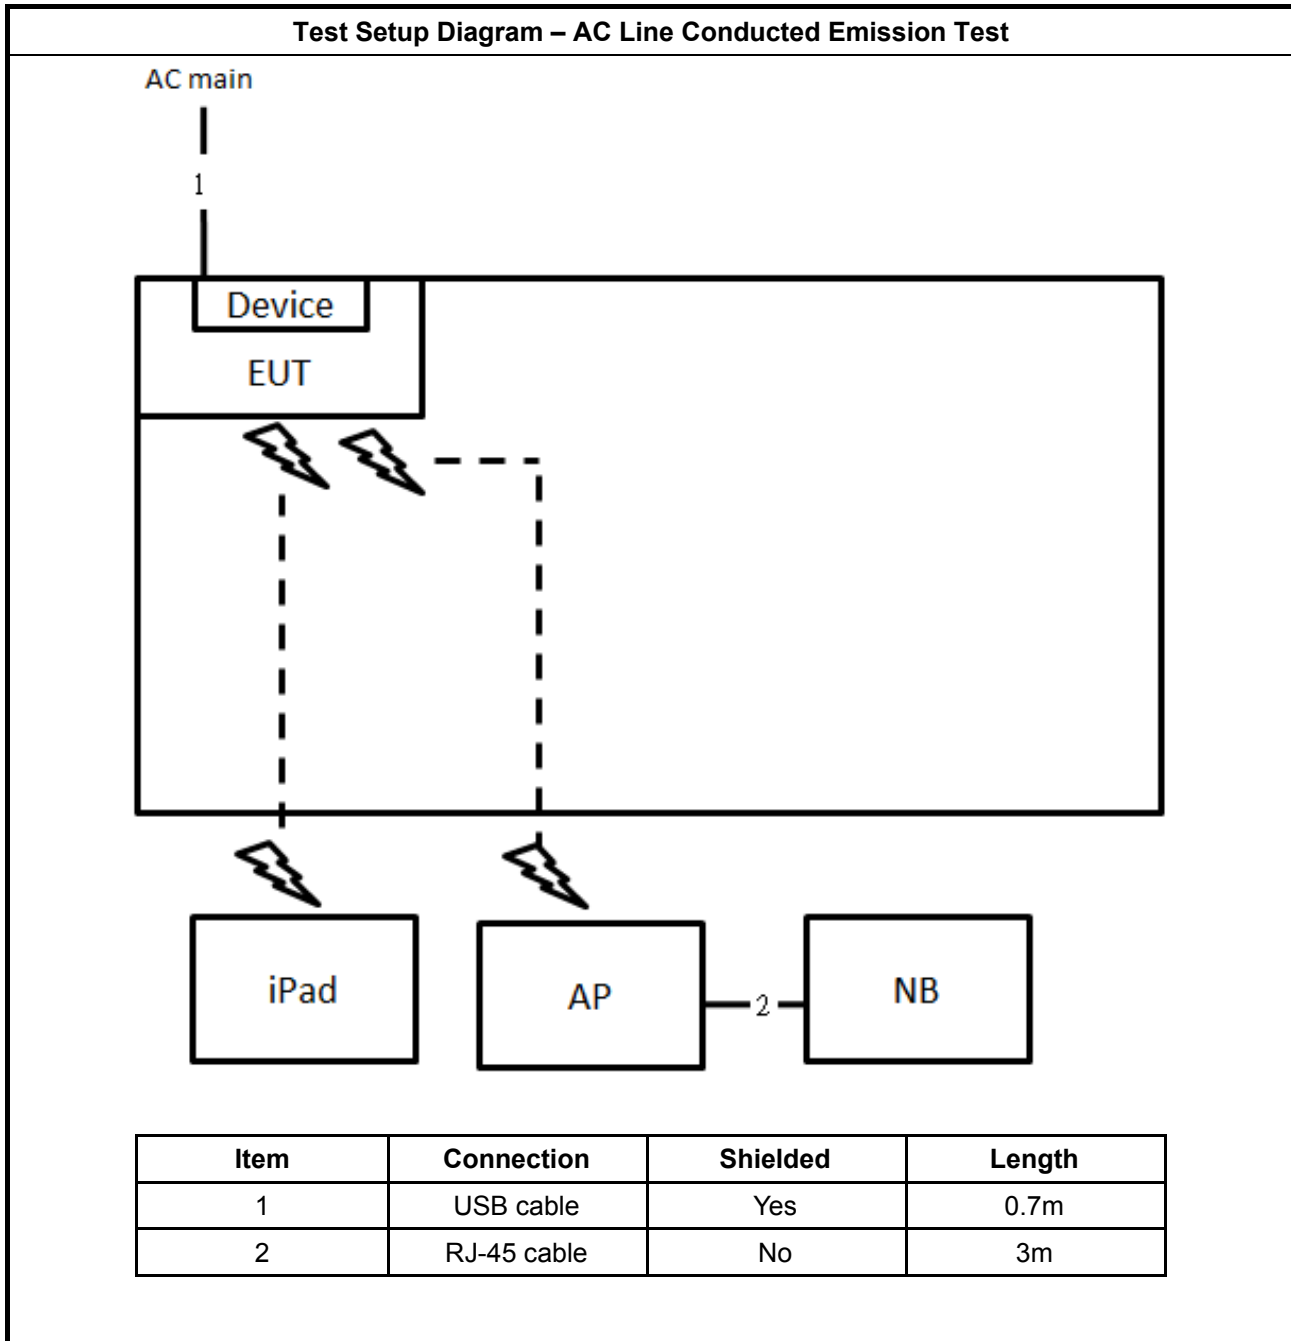 Test Setup Diagram – AC Line Conducted Emission Test
AC main
1
Device
EUT
iPad
AP
2
NB
Item Connection Shielded Length
1 USB cable Yes 0.7m
2 RJ-45 cable No 3m